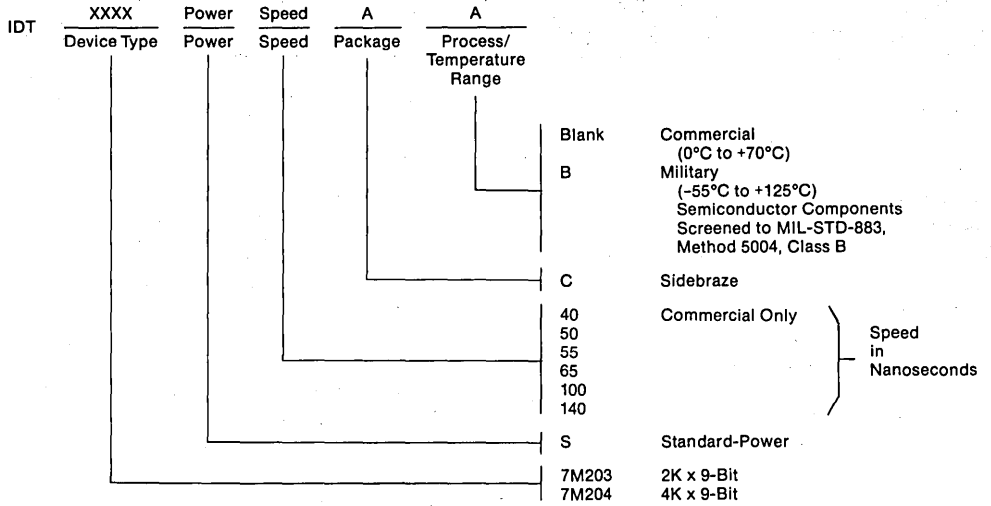 XXXX Power Speed A A
IDT
Device Type Power Speed Package Process/
Temperature
Range
Blank Commercial
(0°C to +70°C)
B Military
(–55°C to +125°C)
Semiconductor Components
Screened to MIL-STD-883,
Method 5004, Class B
C Sidebraze
40 Commercial Only
50
55
65
100
140
Speed
in
Nanoseconds
S Standard-Power
7M203 2K x 9-Bit
7M204 4K x 9-Bit